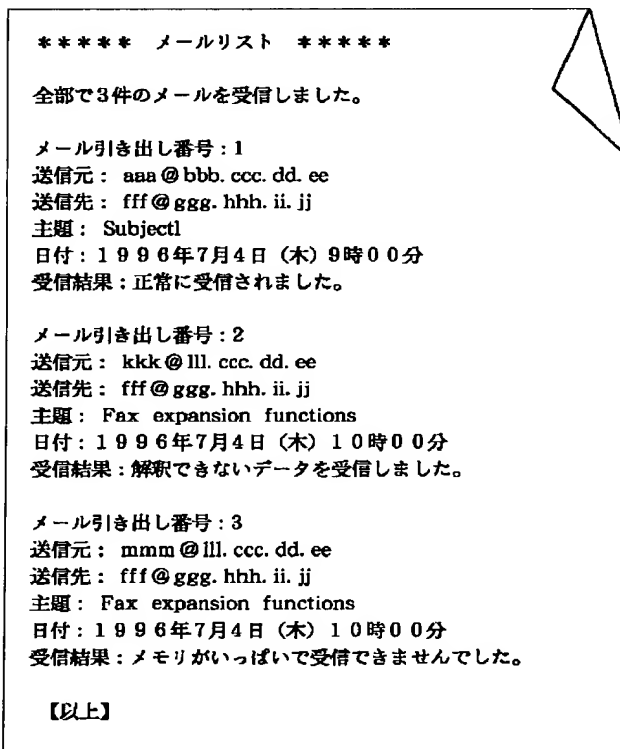 ＊＊＊＊＊ メールリスト ＊＊＊＊＊
全部で3件のメールを受信しました。
メール引き出し番号：1
送信元： aaa@bbb. ccc. dd. ee
送信先： fff@ggg. hhh. ii. jj
主題： Subject1
日付：1996年7月4日（木）9時00分
受信結果：正常に受信されました。
メール引き出し番号：2
送信元： kkk@lll. ccc. dd. ee
送信先： fff@ggg. hhh. ii. jj
主題： Fax expansion functions
日付：1996年7月4日（木）10時00分
受信結果：解釈できないデータを受信しました。
メール引き出し番号：3
送信元： mmm@lll. ccc. dd. ee
送信先： fff@ggg. hhh. ii. jj
主題： Fax expansion functions
日付：1996年7月4日（木）10時00分
受信結果：メモリがいっぱいで受信できませんでした。
【以上】